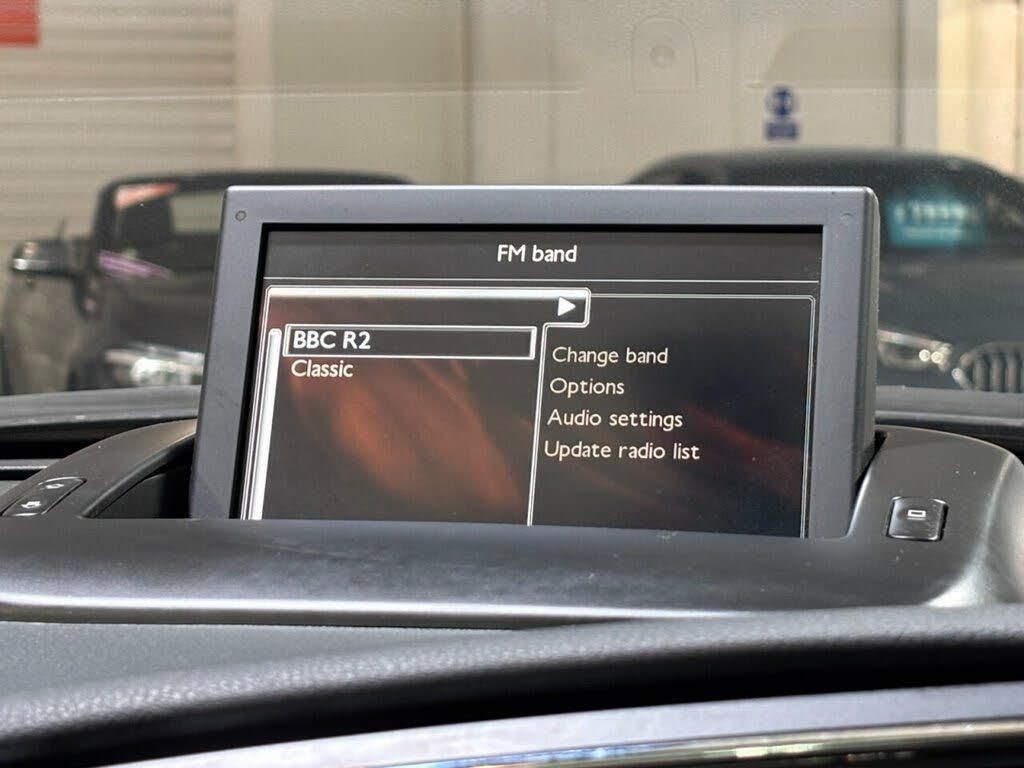 FM band
BBC R2
Classic
Change band
Options
Audio settings
Update radio list